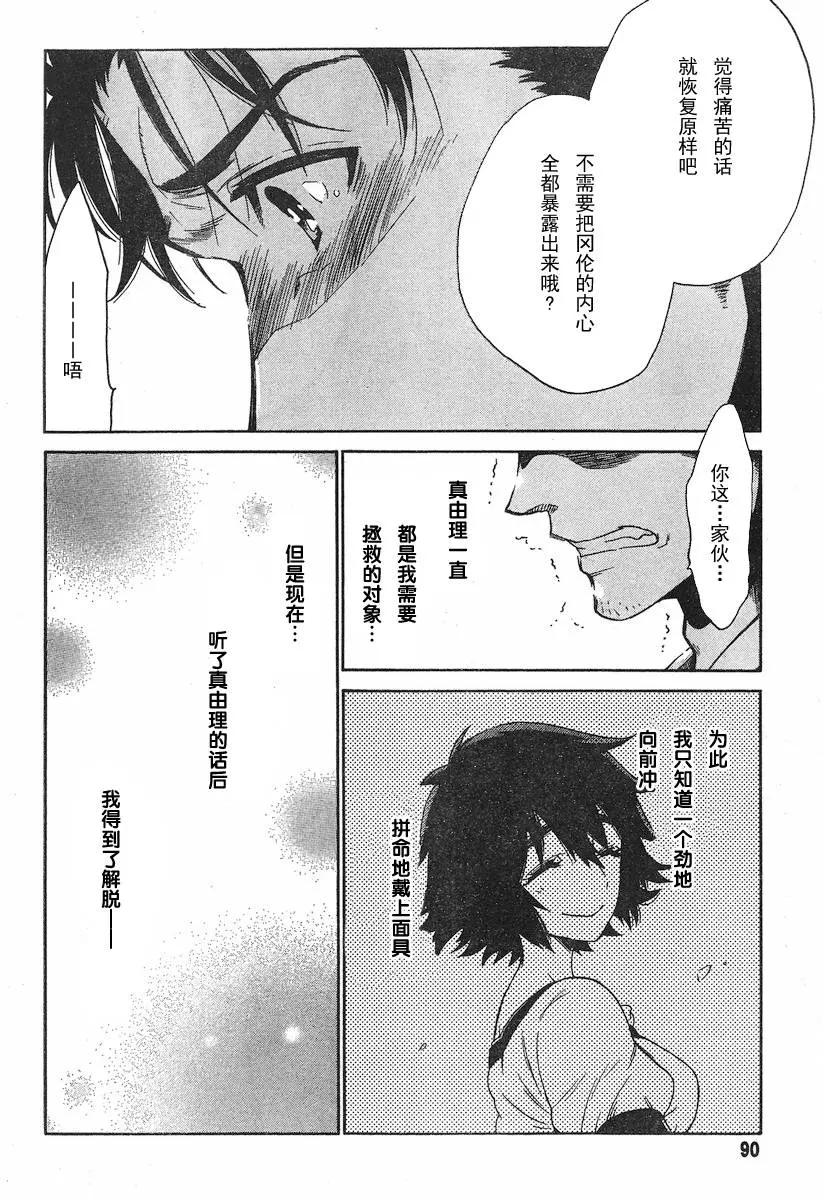 觉得痛苦的话
就恢复原样吧
不需要把冈伦的内心
全都暴露出来哦?
————唔
你这…家伙…
真由理一直
都是我需要
拯救的对象…
为此
我只知道一个劲地
向前冲
拼命地戴上面具
但是现在…
听了真由理的话后
我得到了解脱——
90